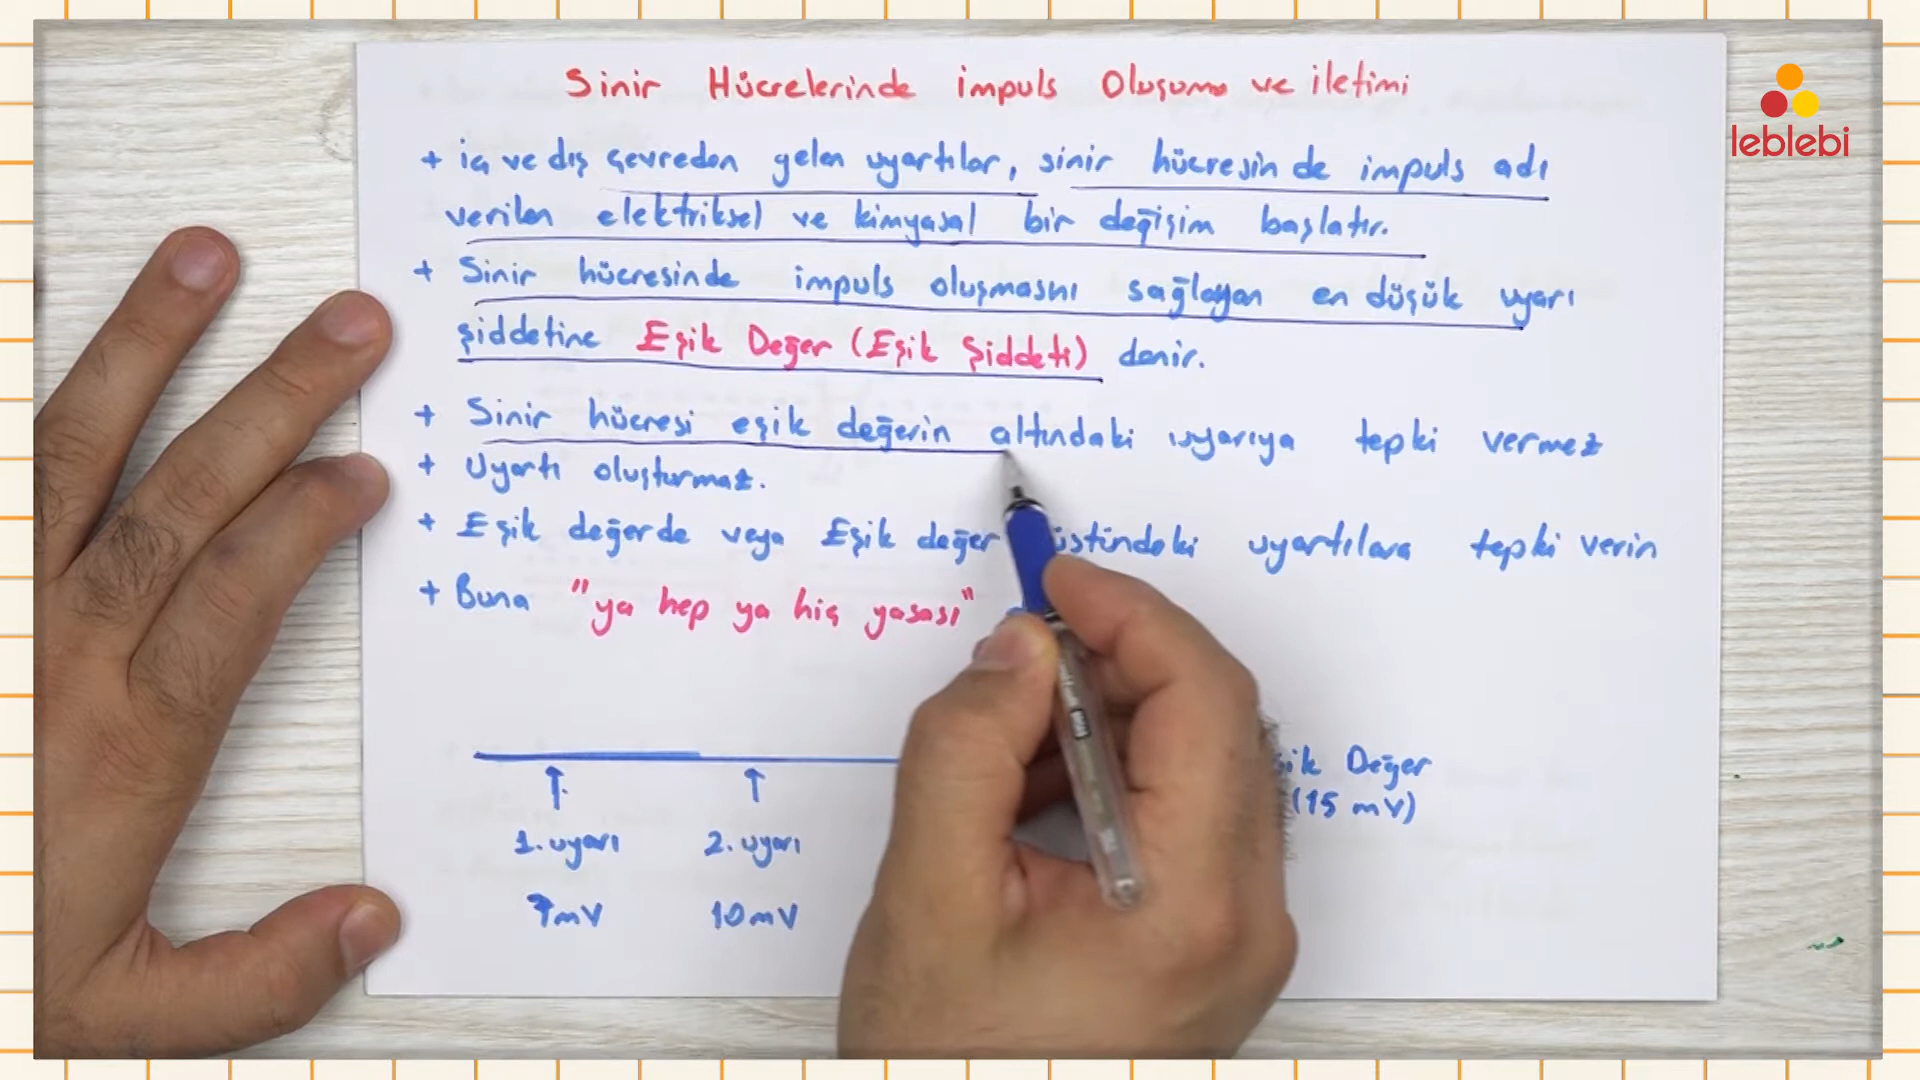 Sinir Hücrelerinde impuls Oluşumu ve iletimi
+ iç ve dış çevreden gelen uyartılar, sinir hücresinde impuls adı
verilen elektriksel ve kimyasal bir değişim başlatır.
+ Sinir hücresinde impuls oluşmasını sağlayan en düşük uyarı
şiddetine Eşik Değer (Eşik Şiddeti) denir.
+ Sinir hücresi eşik değerin altındaki uyarıya tepki vermez
+ Uyartı oluşturmaz.
+ Eşik değerde veya Eşik değer üstündeki uyartılara tepki verir
+ Buna "ya hep ya hiç yasası"
Değer
(15 mV)
1. uyarı 2. uyarı
7mV 10mV
leblebi